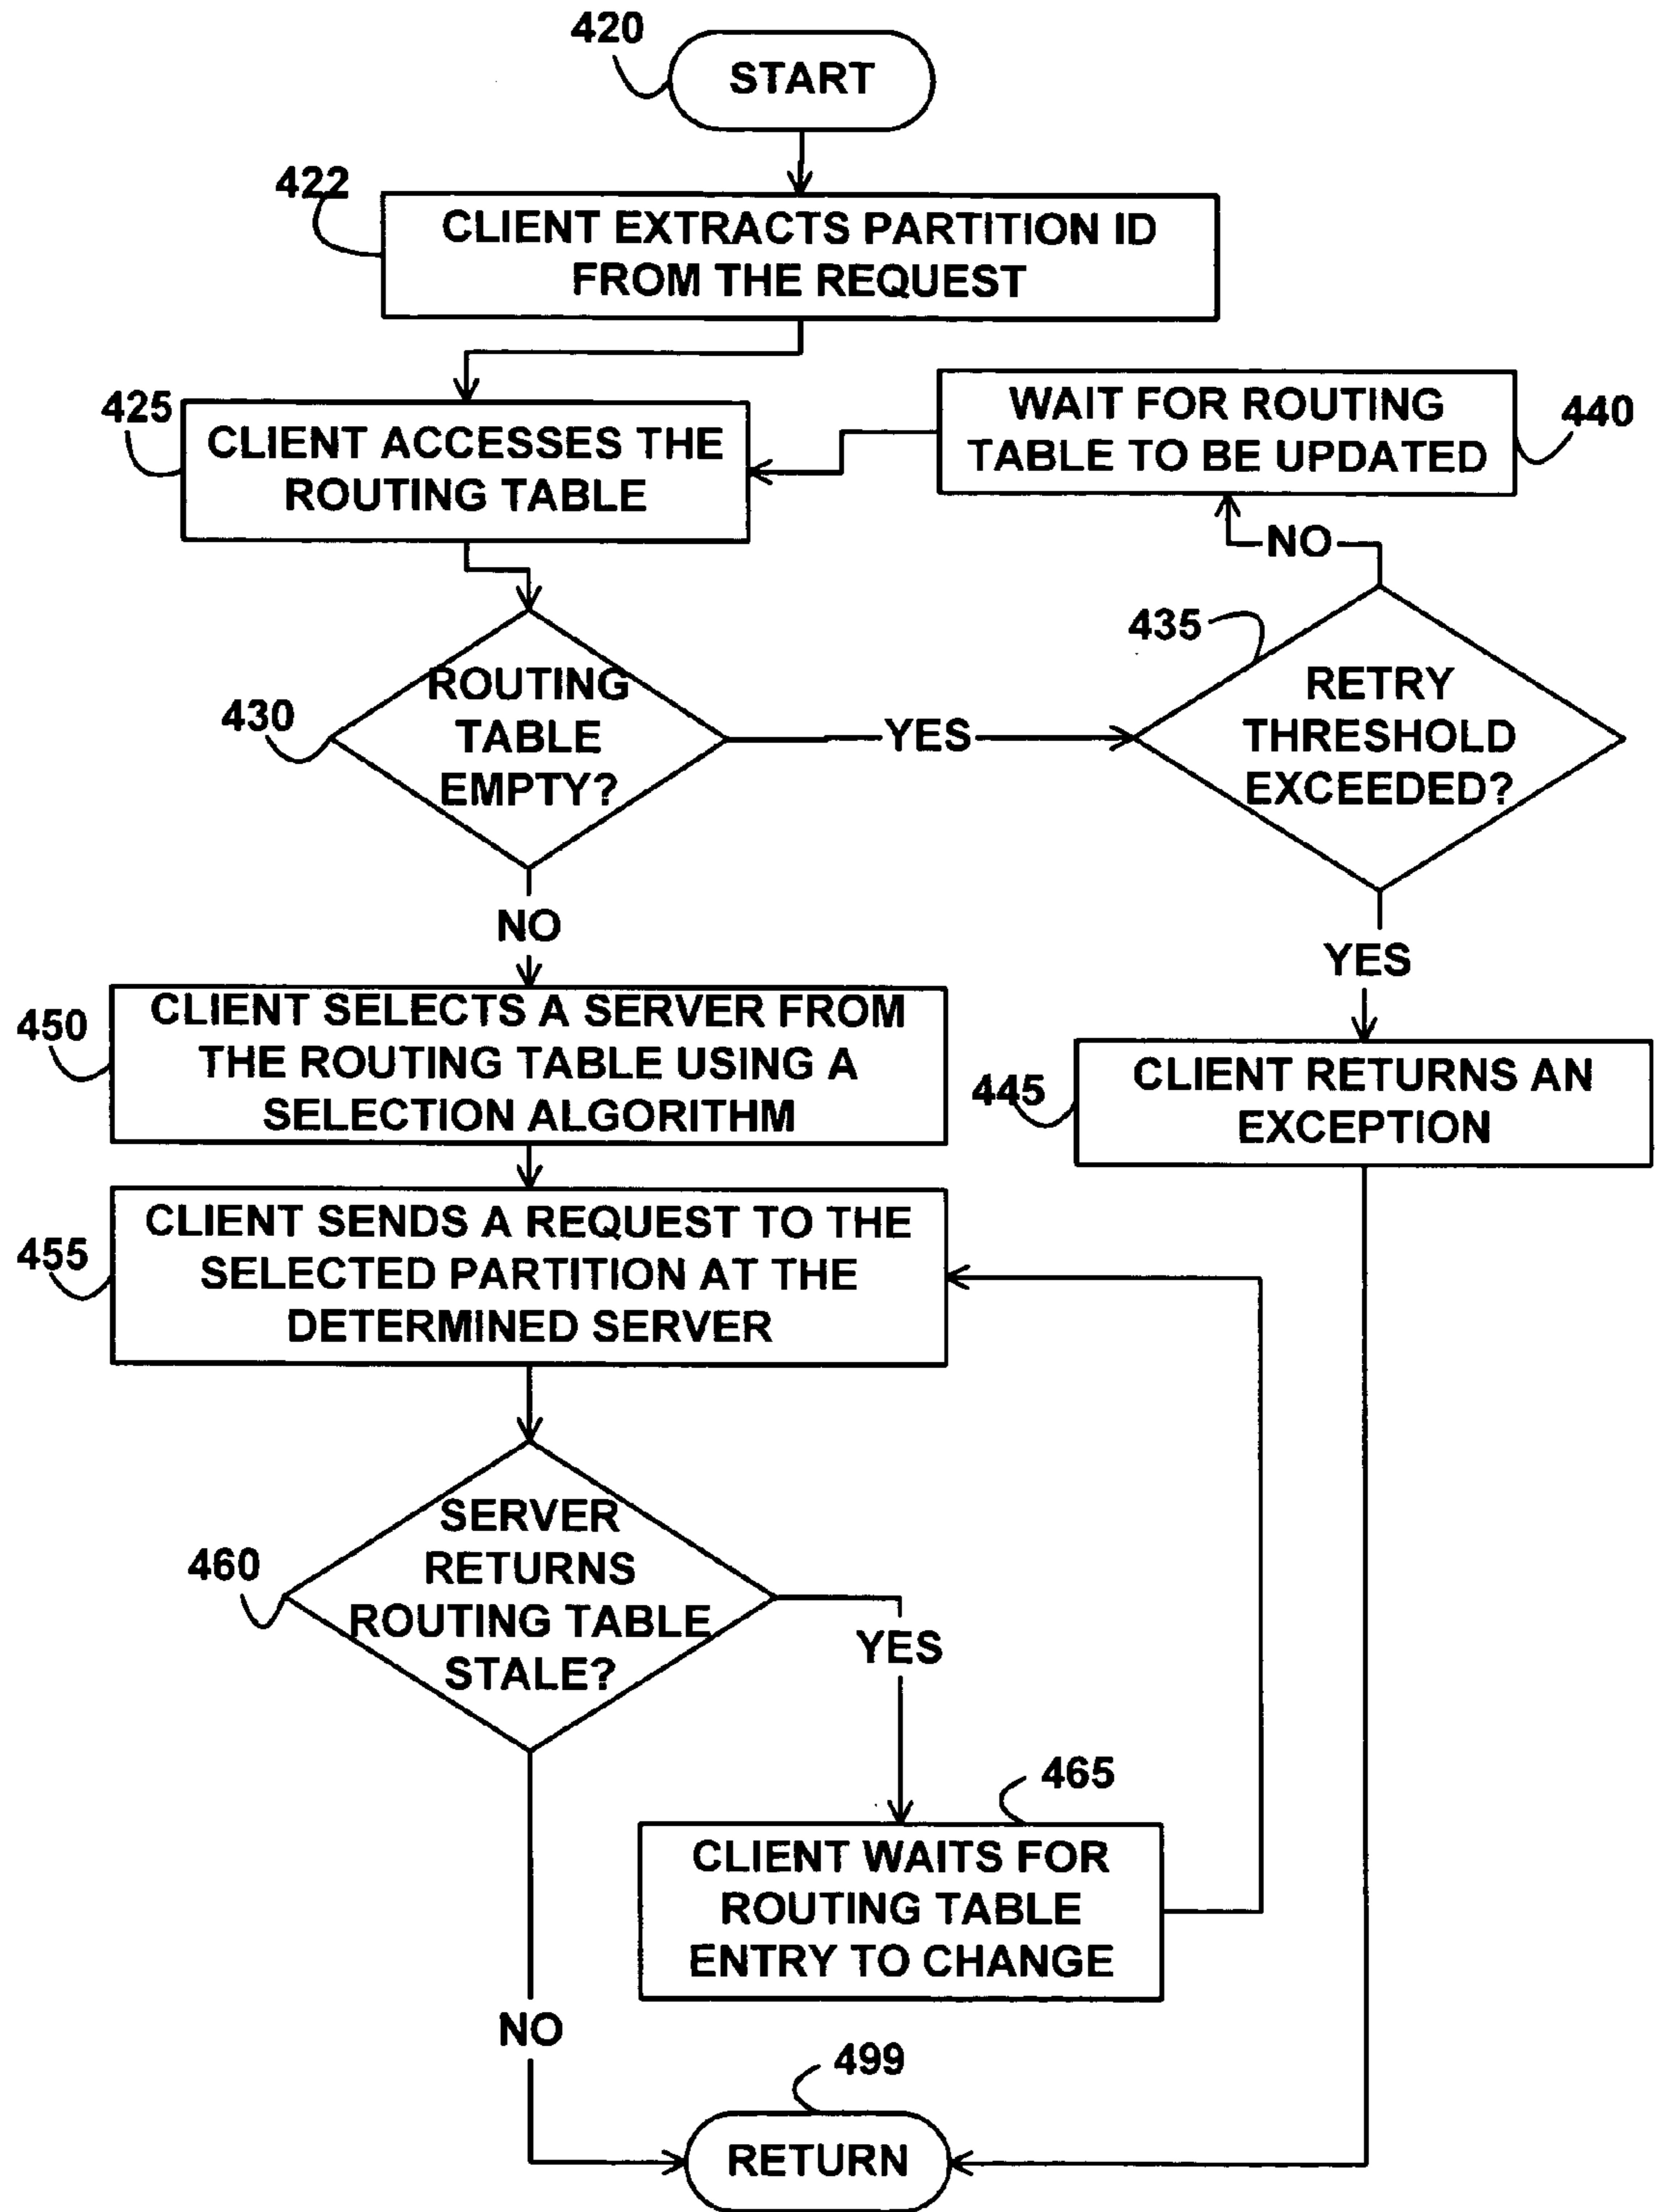 420
START
422
CLIENT EXTRACTS PARTITION ID
FROM THE REQUEST
425
CLIENT ACCESSES THE
ROUTING TABLE
WAIT FOR ROUTING
TABLE TO BE UPDATED
440
NO
435
430
ROUTING
TABLE
EMPTY?
YES
RETRY
THRESHOLD
EXCEEDED?
NO
YES
450
CLIENT SELECTS A SERVER FROM
THE ROUTING TABLE USING A
SELECTION ALGORITHM
445
CLIENT RETURNS AN
EXCEPTION
455
CLIENT SENDS A REQUEST TO THE
SELECTED PARTITION AT THE
DETERMINED SERVER
460
SERVER
RETURNS
ROUTING TABLE
STALE?
YES
465
CLIENT WAITS FOR
ROUTING TABLE
ENTRY TO CHANGE
NO
499
RETURN